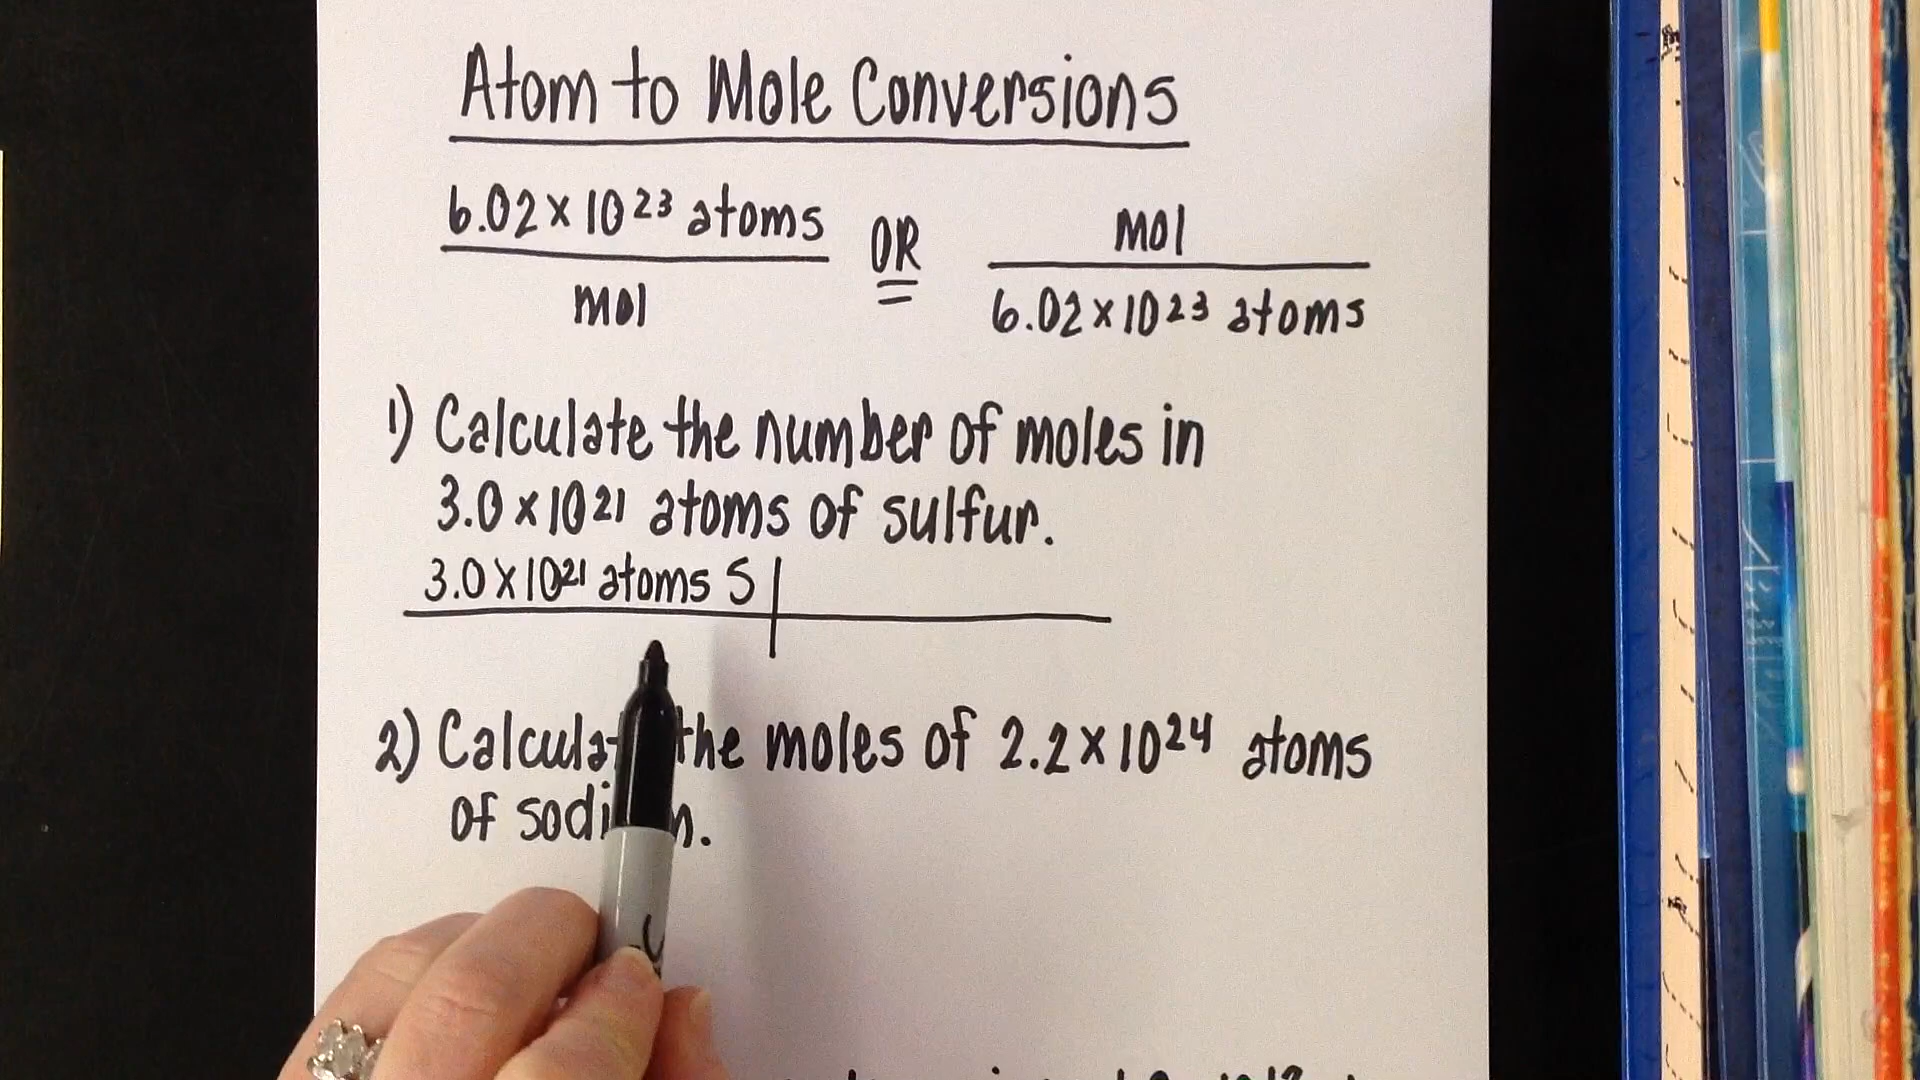 Atom to Mole Conversions
6.02 x 10²³ atoms
mol
OR
mol
6.02 x 10²³ atoms
1) Calculate the number of moles in
3.0 x 10²¹ atoms of sulfur.
3.0 x 10²¹ atoms S
2) Calculat the moles of 2.2 x 10²⁴ atoms
of sodi m.